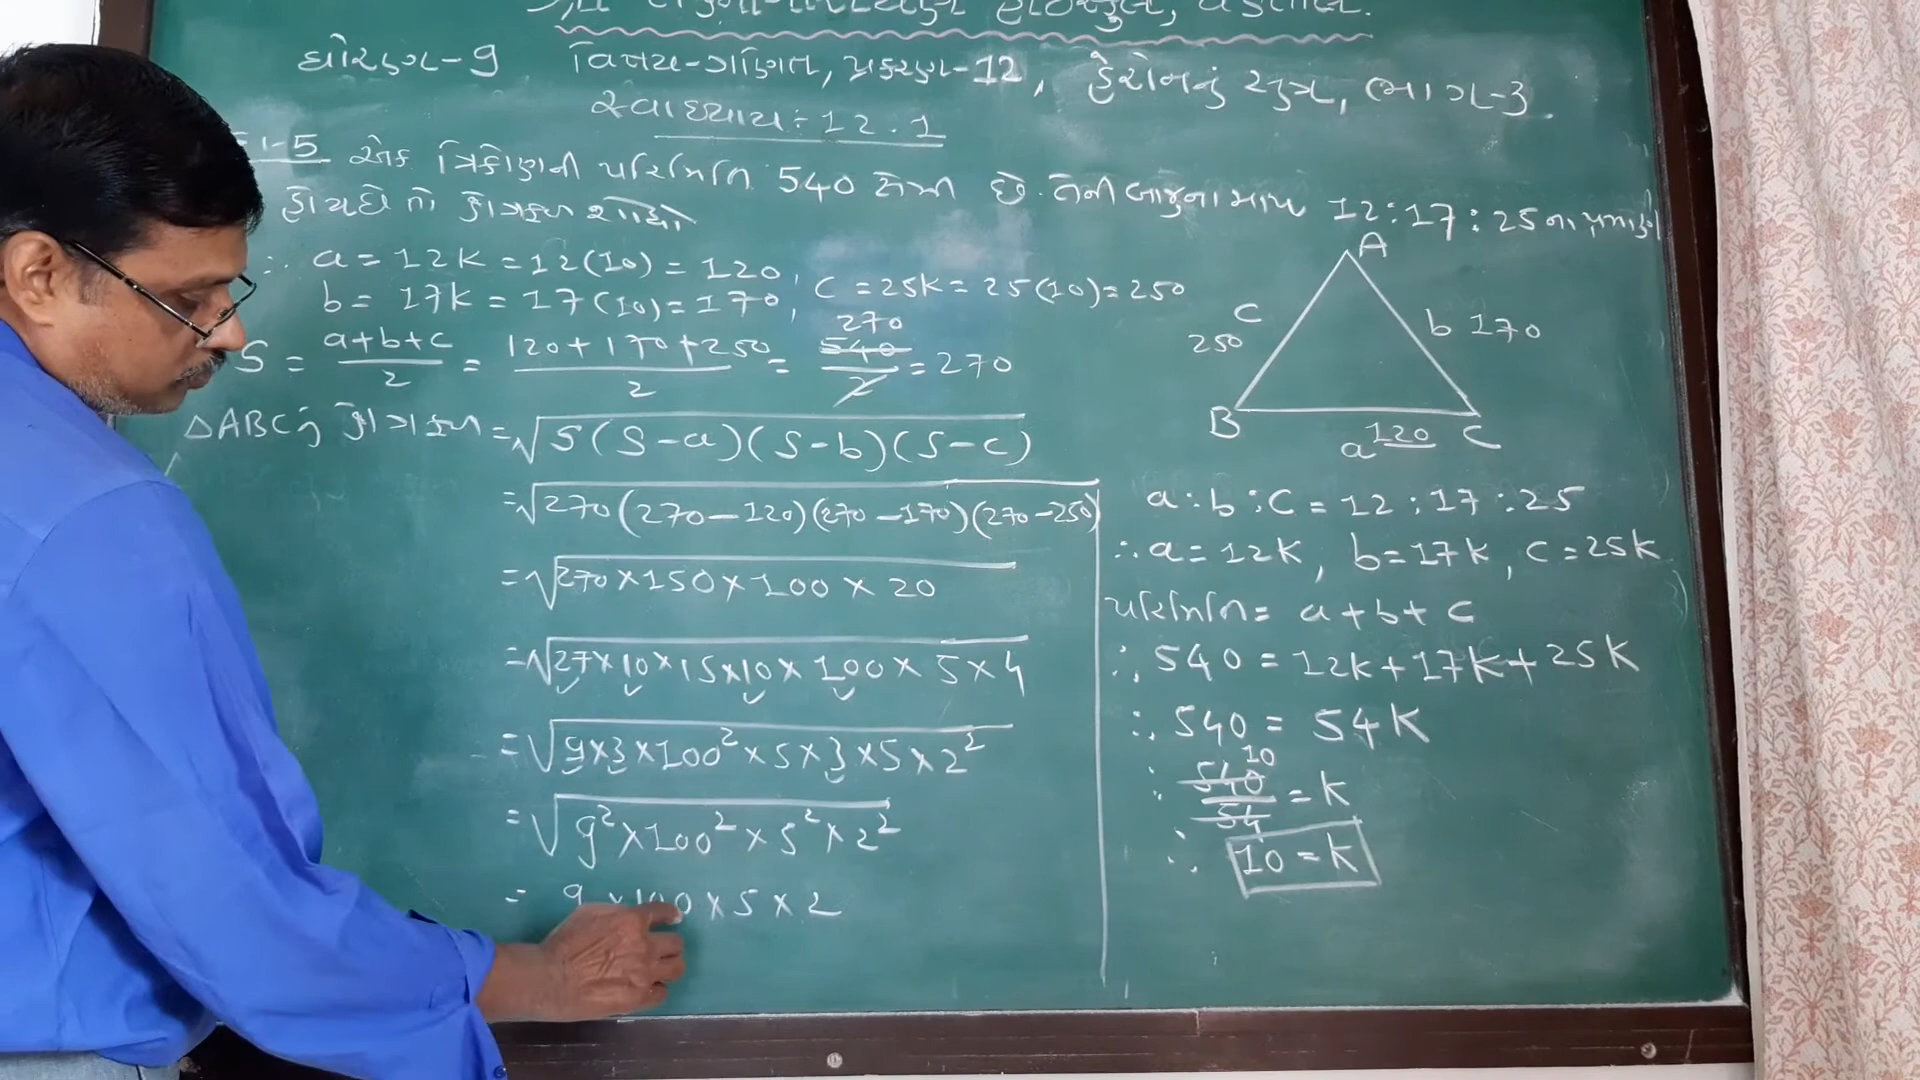 ધોરણ-9 વિષય-ગણિત, પ્રકરણ-12, હેરોનનું સૂત્ર, ભાગ-3
સ્વાધ્યાય: 12.1
-5 એક ત્રિકોણની પરિમિતિ 540 સેમી છે. તેની બાજુના માપ 12:17:25 ના પ્રમાણ
હોય છે તો ક્ષેત્રફળ શોધો
∴ a = 12K = 12(10) = 120,
b = 17K = 17(10) = 170, C = 25K = 25(10) = 250
S = a+b+c/2 = 120+170+250/2 = 270 540/2 = 270
△ABCનું ક્ષેત્રફળ = √S(S-a)(S-b)(S-c)
= √270(270-120)(270-170)(270-250)
= √270×150×100×20
= √27×10×15×10×100×5×4
= √9×3×100²×5×3×5×2²
= √9²×100²×5²×2²
= 9×100×5×2
A
C
250
b 170
B
a 120
C
a:b:C = 12:17:25
∴ a = 12K, b = 17K, C = 25K
પરિમિતિ = a+b+c
∴ 540 = 12K+17K+25K
∴ 540 = 54K
∴ 540/54 10 = K
∴ 10 = K